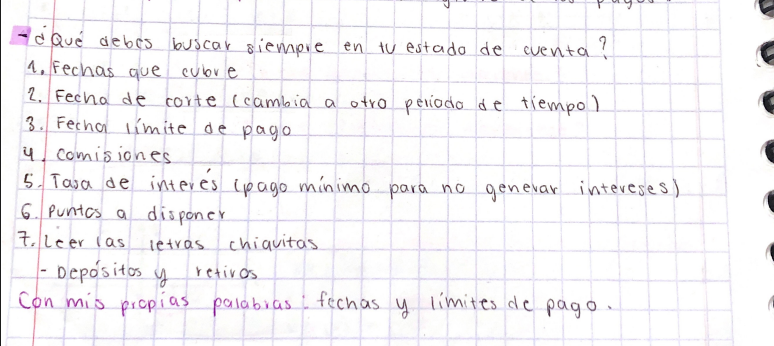 - ¿Qué debes buscar siempre en tu estado de cuenta?
1. Fechas que cubre
2. Fecha de corte (cambia a otro periodo de tiempo)
3. Fecha límite de pago
4. comisiones
5. Tasa de interés (pago mínimo para no generar intereses)
6. Puntos a disponer
7. Leer las letras chiquitas
- Depósitos y retiros
Con mis propias palabras: fechas y límites de pago.